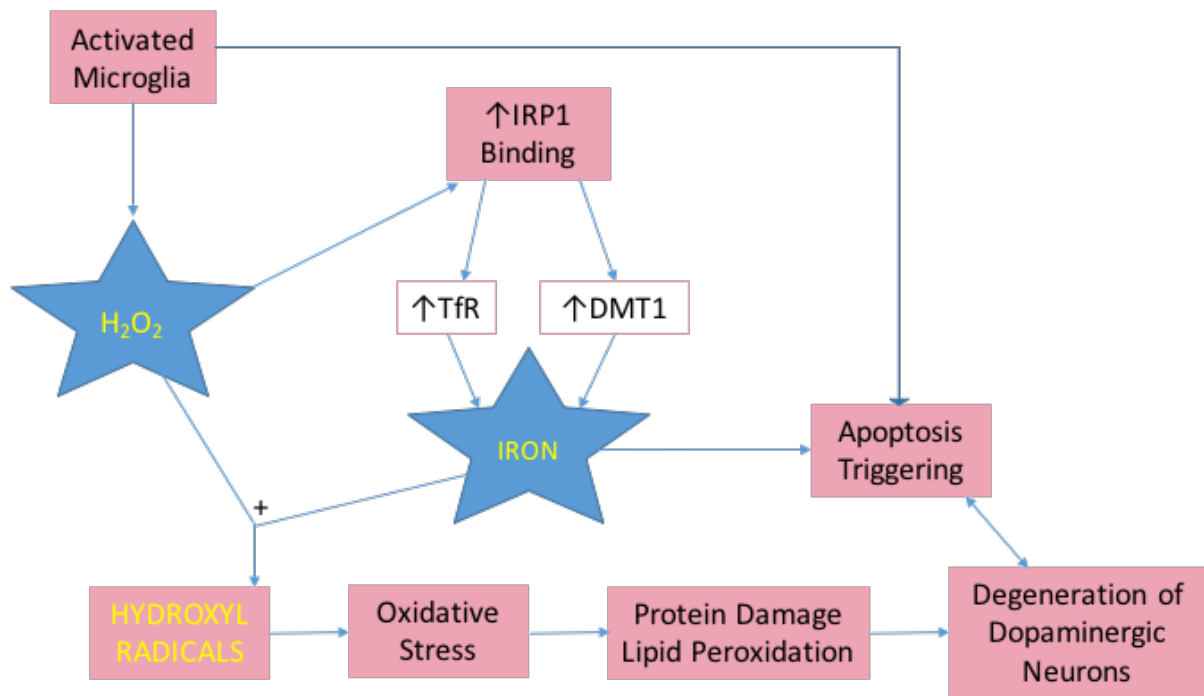 Activated
Microglia
↑IRP1
Binding
H₂O₂
↑TfR
↑DMT1
IRON
Apoptosis
Triggering
+
HYDROXYL
RADICALS
Oxidative
Stress
Protein Damage
Lipid Peroxidation
Degeneration of
Dopaminergic
Neurons